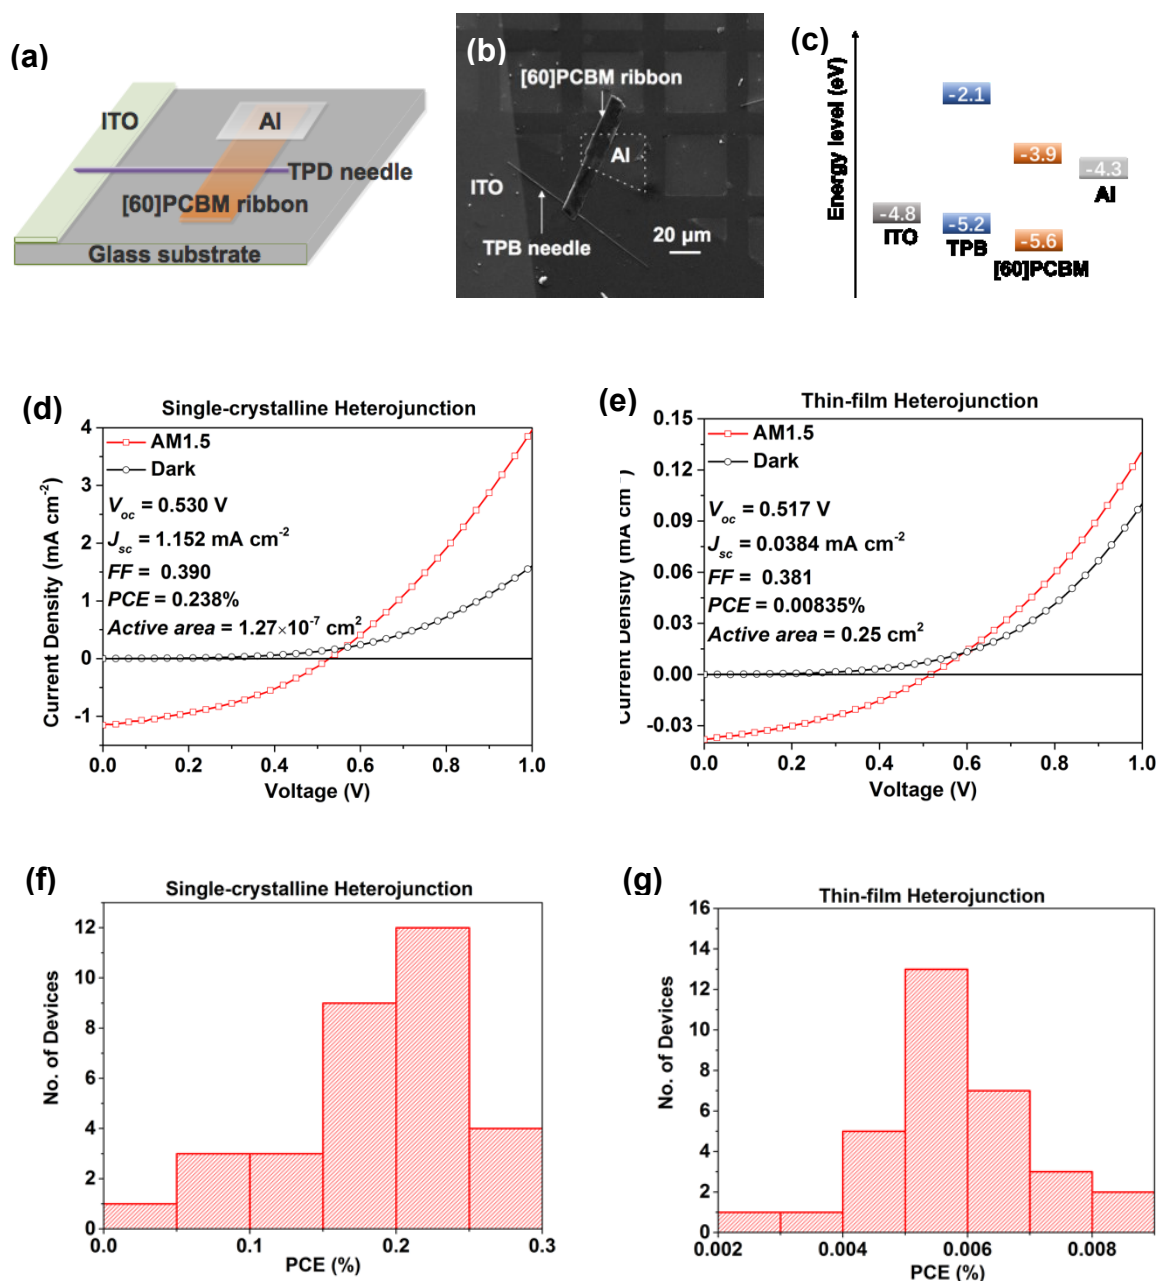 (a)
ITO
Al
TPD needle
[60]PCBM ribbon
Glass substrate
(b)
[60]PCBM ribbon
Al
ITO
TPB needle
20 μm
(c)
Energy level (eV)
-2.1
-3.9
-4.3
Al
-4.8
ITO
-5.2
TPB
-5.6
[60]PCBM
(d)
Single-crystalline Heterojunction
AM1.5
Dark
Voc = 0.530 V
Jsc = 1.152 mA cm-2
FF = 0.390
PCE = 0.238%
Active area = 1.27×10-7 cm2
Current Density (mA cm-2)
4
3
2
1
0
-1
0.0 0.2 0.4 0.6 0.8 1.0
Voltage (V)
(e)
Thin-film Heterojunction
AM1.5
Dark
Voc = 0.517 V
Jsc = 0.0384 mA cm-2
FF = 0.381
PCE = 0.00835%
Active area = 0.25 cm2
Current Density (mA cm-2)
0.15
0.12
0.09
0.06
0.03
0.00
-0.03
0.0 0.2 0.4 0.6 0.8 1.0
Voltage (V)
(f)
Single-crystalline Heterojunction
No. of Devices
12
10
8
6
4
2
0
0.0 0.1 0.2 0.3
PCE (%)
(g)
Thin-film Heterojunction
No. of Devices
16
14
12
10
8
6
4
2
0
0.002 0.004 0.006 0.008
PCE (%)